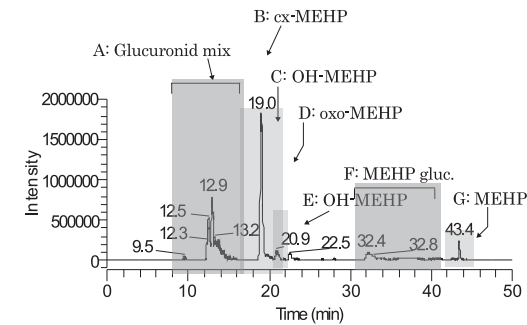 B: cx-MEHP
A: Glucuronid mix
C: OH-MEHP
D: oxo-MEHP
F: MEHP gluc.
E: OH-MEHP
G: MEHP
Intensity
2000000
1500000
1000000
500000
0
9.5
12.3
12.5
12.9
13.2
19.0
20.9
22.5
32.4
32.8
43.4
0 10 20 30 40 50
Time (min)